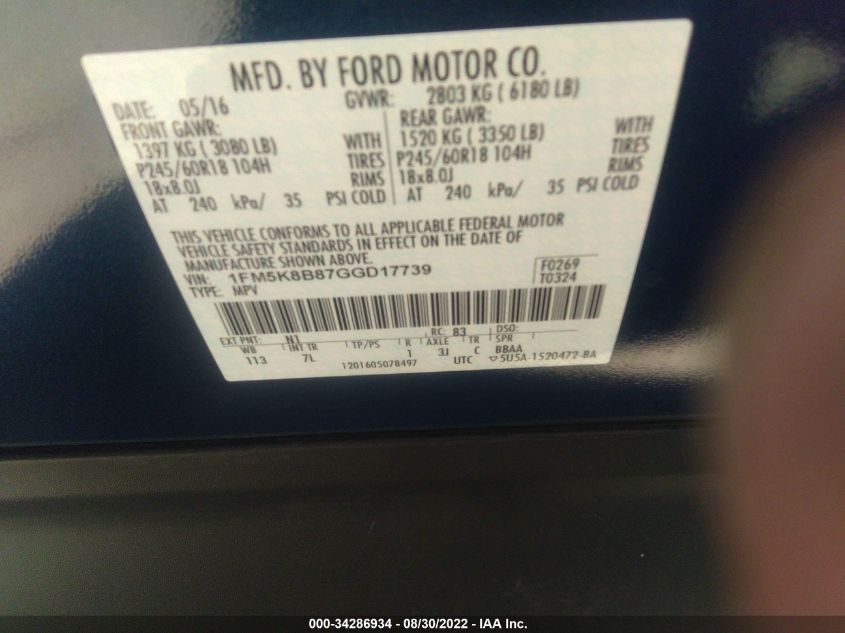 MFD. BY FORD MOTOR CO.
DATE: 05/16 GVWR: 2803 KG ( 6180 LB)
FRONT GAWR: REAR GAWR:
1397 KG ( 3080 LB) WITH 1520 KG ( 3350 LB) WITH
P245/60R18 104H TIRES P245/60R18 104H TIRES
18x8.0J RIMS 18x8.0J RIMS
AT 240 kPa/ 35 PSI COLD AT 240 kPa/ 35 PSI COLD
THIS VEHICLE CONFORMS TO ALL APPLICABLE FEDERAL MOTOR
VEHICLE SAFETY STANDARDS IN EFFECT ON THE DATE OF
MANUFACTURE SHOWN ABOVE.
VIN: 1FM5K8B87GGD17739 F0269
TYPE: MPV T0324
EXT PNT: N1 RC: 83 DSO:
WB INT TR TP/PS R AXLE TR SPR
113 7L 1 3J C BBAA
1201605078497 UTC ▽5U5A-1520472-BA
000-34286934 - 08/30/2022 - IAA Inc.